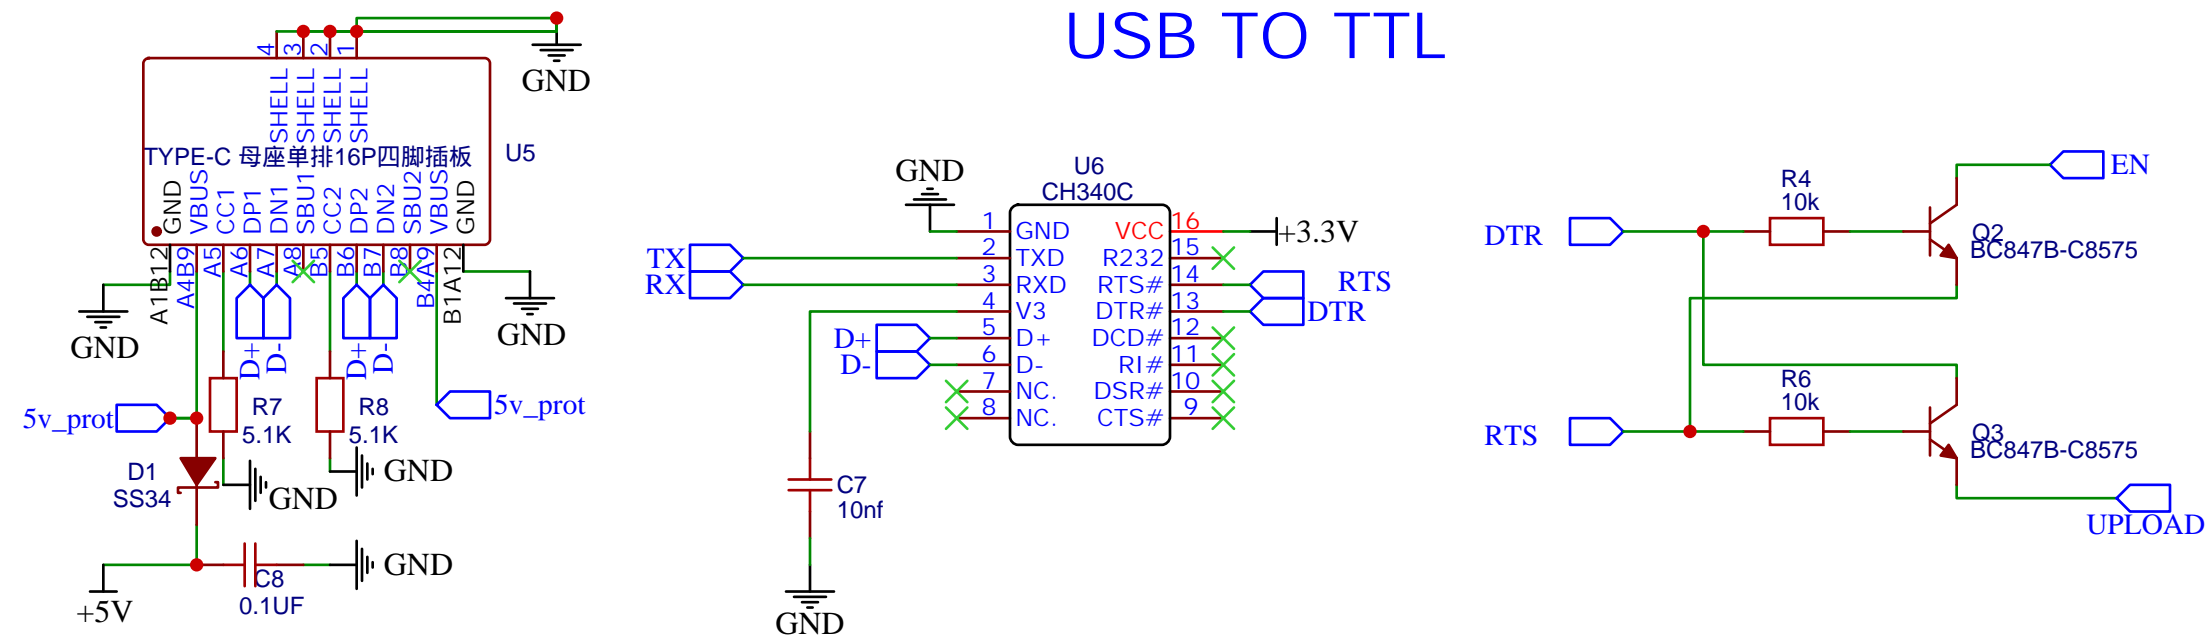 USB TO TTL
4
3
2
1
SHELL
SHELL
SHELL
SHELL
GND
TYPE-C 母座单排16P四脚插板
U5
GND
VBUS
CC1
DP1
DN1
SBU1
CC2
DP2
DN2
SBU2
VBUS
GND
A1B12
A4B9
A5
A6
A7
A8
B5
B6
B7
B8
B4A9
B1A12
GND
GND
D+
D-
D+
D-
5v_prot
5v_prot
R7
5.1K
R8
5.1K
D1
SS34
GND
GND
+5V
C8
0.1UF
GND
U6
CH340C
GND
1
GND
2
TXD
3
RXD
4
V3
5
D+
6
D-
7
NC.
8
NC.
VCC
16
R232
15
RTS#
14
DTR#
13
DCD#
12
RI#
11
DSR#
10
CTS#
9
+3.3V
TX
RX
D+
D-
RTS
DTR
C7
10nf
GND
DTR
R4
10k
Q2
BC847B-C8575
EN
RTS
R6
10k
Q3
BC847B-C8575
UPLOAD